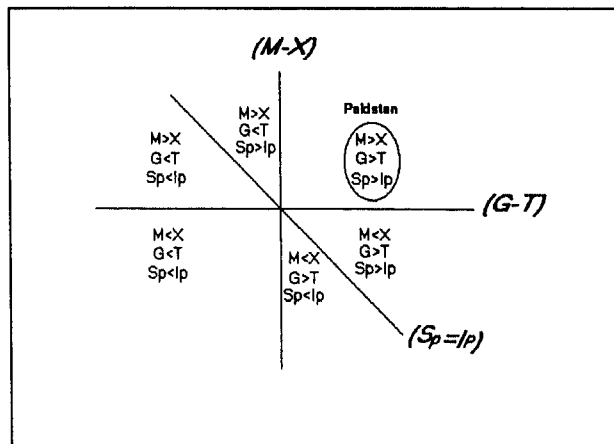 (M-X)
Pakistan
M>X
G<T
Sp>Ip
M>X
G<T
Sp<Ip
M>X
G>T
Sp>Ip
(G-T)
M<X
G<T
Sp<Ip
M<X
G>T
Sp<Ip
M<X
G>T
Sp>Ip
(Sp=Ip)